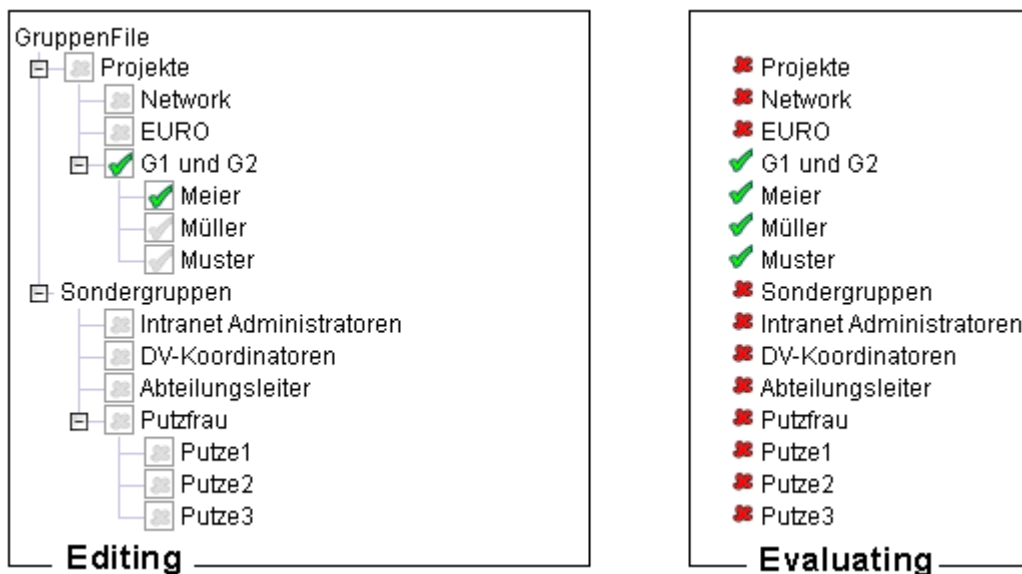 GruppenFile
Projekte
Network
EURO
G1 und G2
Meier
Müller
Muster
Sondergruppen
Intranet Administratoren
DV-Koordinatoren
Abteilungsleiter
Putzfrau
Putze1
Putze2
Putze3
Editing
Projekte
Network
EURO
G1 und G2
Meier
Müller
Muster
Sondergruppen
Intranet Administratoren
DV-Koordinatoren
Abteilungsleiter
Putzfrau
Putze1
Putze2
Putze3
Evaluating